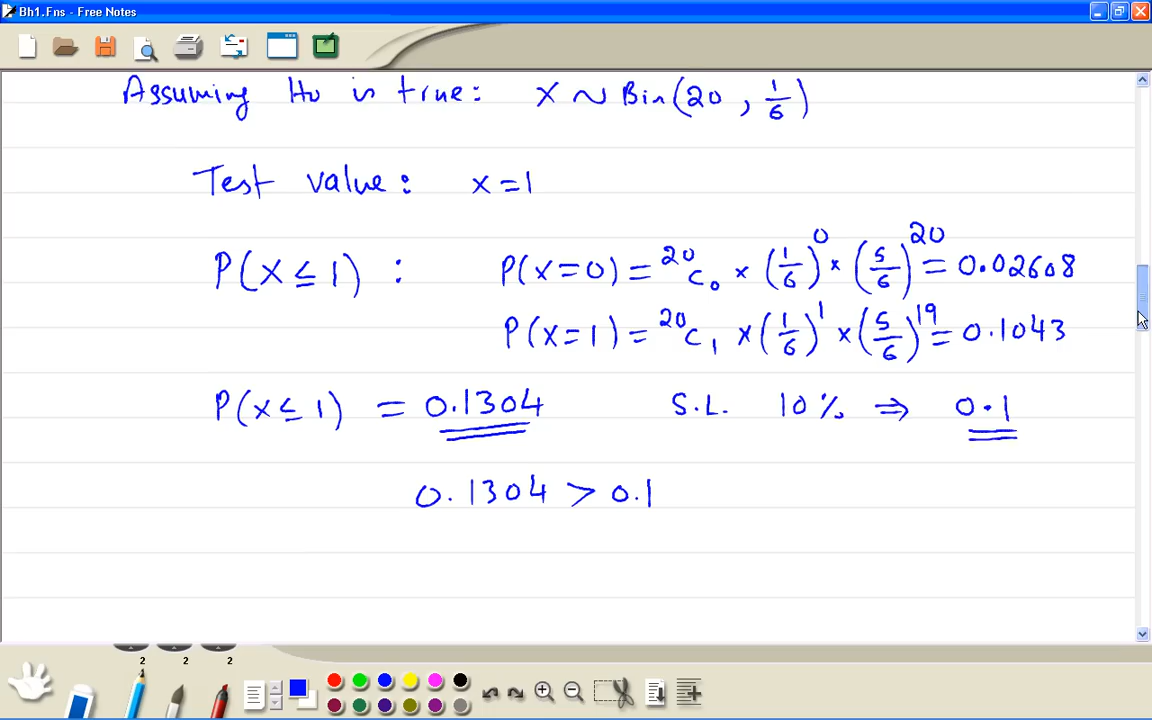 Bh1.Fns - Free Notes
Assuming Ho is true: X ~ Bin(20 , 1/6)
Test value: x = 1
P(X ≤ 1) : P(X=0) = ²⁰C₀ × (1/6)⁰ × (5/6)²⁰ = 0.02608
P(X=1) = ²⁰C₁ × (1/6)¹ × (5/6)¹⁹ = 0.1043
P(X ≤ 1) = 0.1304 S.L. 10% ⇒ 0.1
0.1304 > 0.1
2 2 2